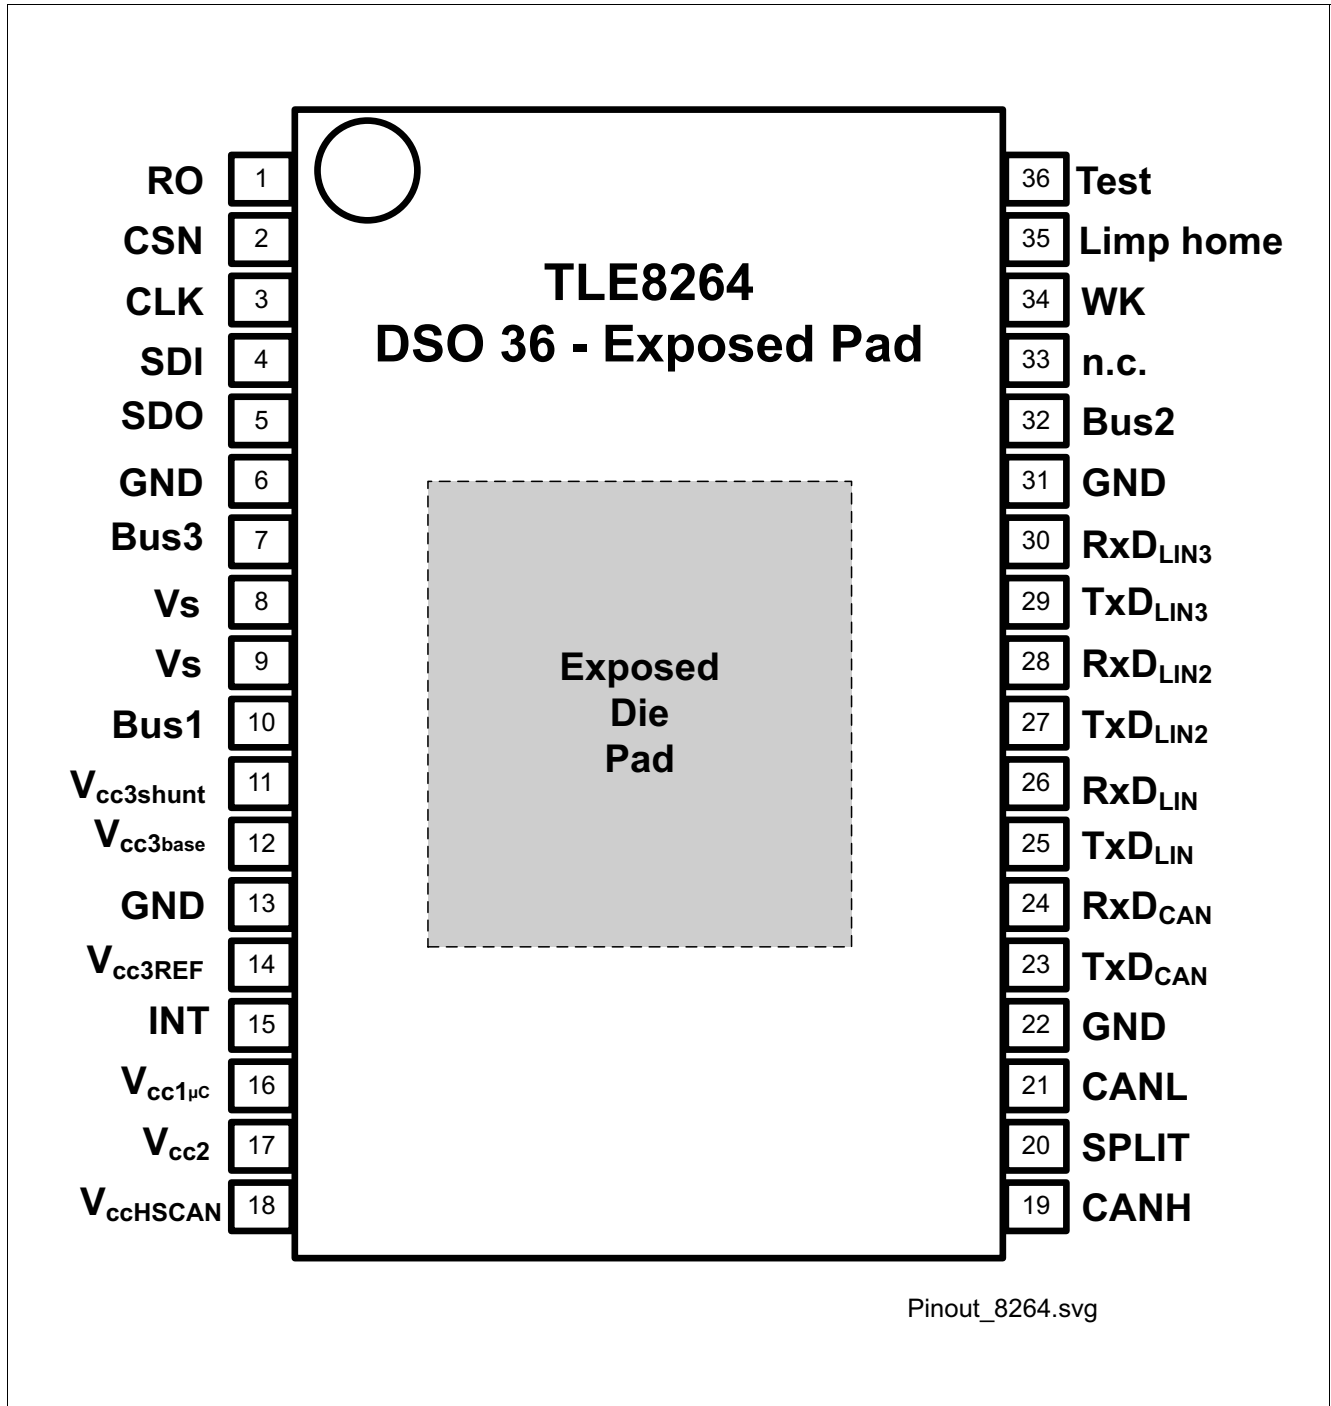 RO 1
CSN 2
CLK 3
SDI 4
SDO 5
GND 6
Bus3 7
Vs 8
Vs 9
Bus1 10
Vcc3shunt 11
Vcc3base 12
GND 13
Vcc3REF 14
INT 15
Vcc1µC 16
Vcc2 17
VccHSCAN 18
TLE8264
DSO 36 - Exposed Pad
Exposed
Die
Pad
36 Test
35 Limp home
34 WK
33 n.c.
32 Bus2
31 GND
30 RxDLIN3
29 TxDLIN3
28 RxDLIN2
27 TxDLIN2
26 RxDLIN
25 TxDLIN
24 RxDCAN
23 TxDCAN
22 GND
21 CANL
20 SPLIT
19 CANH
Pinout_8264.svg